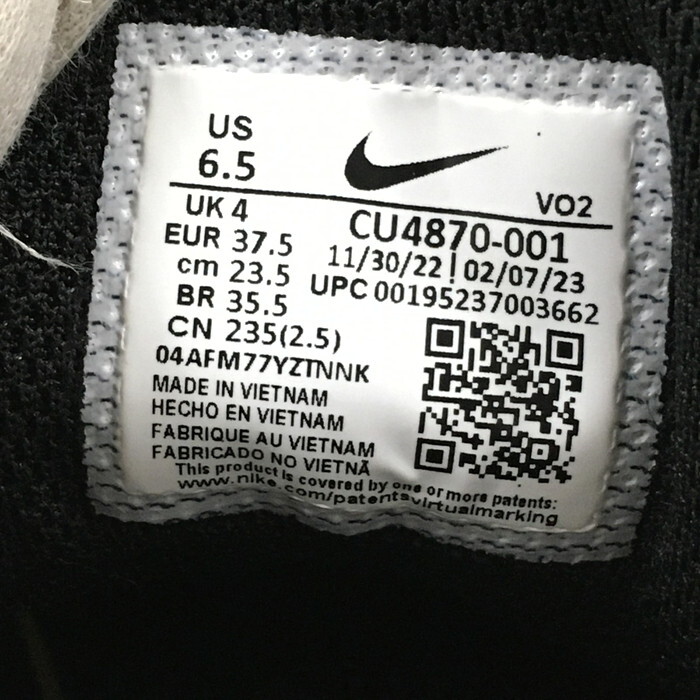 US
6.5
VO2
UK 4
EUR 37.5
cm 23.5
BR 35.5
CN 235(2.5)
CU4870-001
11/30/22 | 02/07/23
UPC 00195237003662
04AFM77YZTNNK
MADE IN VIETNAM
HECHO EN VIETNAM
FABRIQUE AU VIETNAM
FABRICADO NO VIETNÃ
This product is covered by one or more patents:
www.nike.com/patentsvirtualmarking